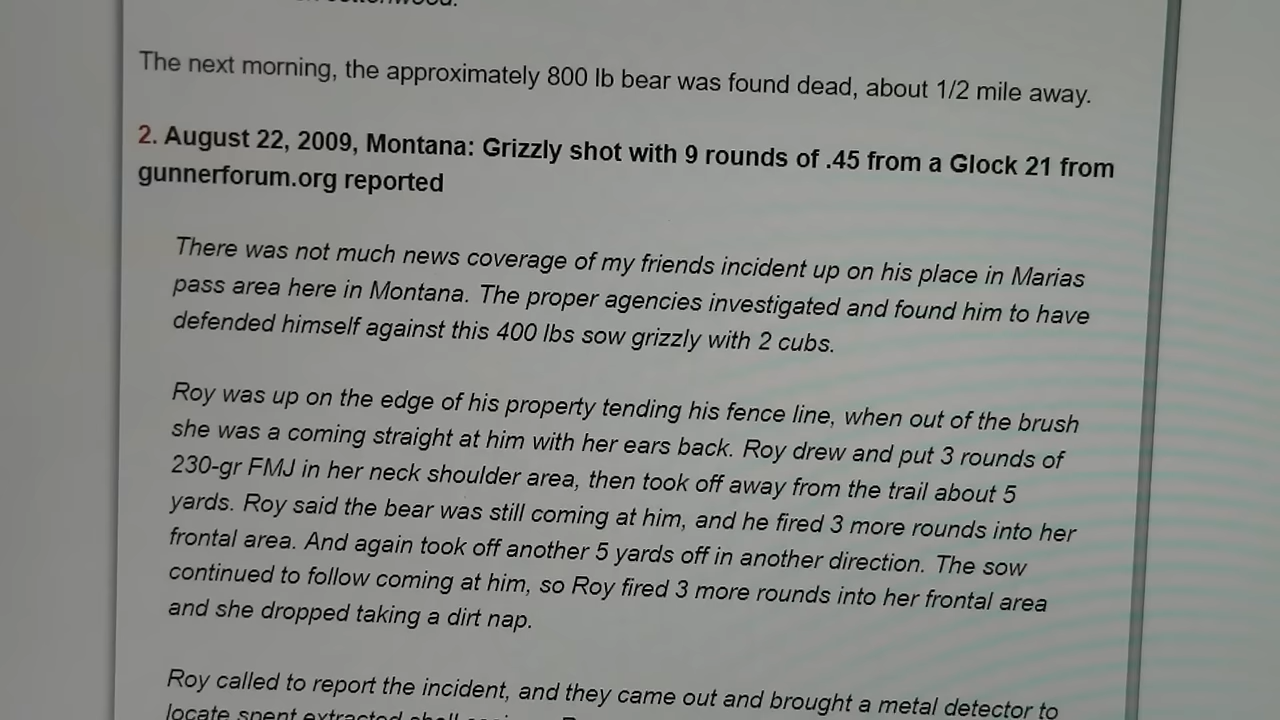 The next morning, the approximately 800 lb bear was found dead, about 1/2 mile away.
2. August 22, 2009, Montana: Grizzly shot with 9 rounds of .45 from a Glock 21 from
gunnerforum.org reported
There was not much news coverage of my friends incident up on his place in Marias
pass area here in Montana. The proper agencies investigated and found him to have
defended himself against this 400 lbs sow grizzly with 2 cubs.
Roy was up on the edge of his property tending his fence line, when out of the brush
she was a coming straight at him with her ears back. Roy drew and put 3 rounds of
230-gr FMJ in her neck shoulder area, then took off away from the trail about 5
yards. Roy said the bear was still coming at him, and he fired 3 more rounds into her
frontal area. And again took off another 5 yards off in another direction. The sow
continued to follow coming at him, so Roy fired 3 more rounds into her frontal area
and she dropped taking a dirt nap.
Roy called to report the incident, and they came out and brought a metal detector to
locate spent extracted shell